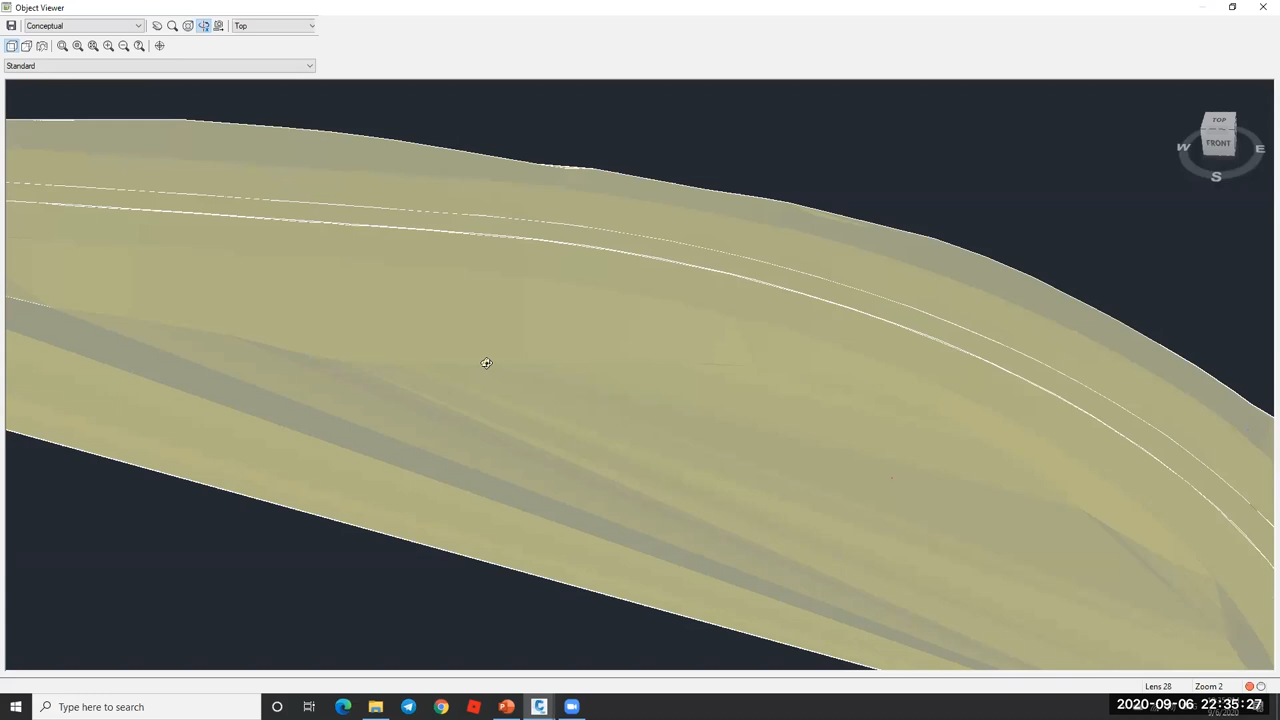 Object Viewer
Conceptual
Top
Standard
TOP
FRONT
W
E
S
Lens 28
Zoom 2
Type here to search
2020-09-06 22:35:27